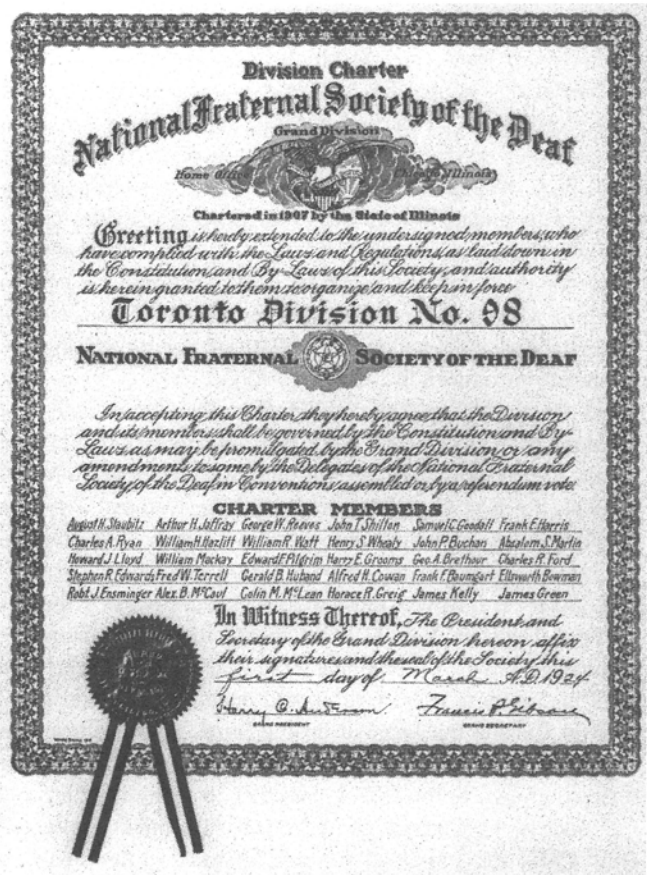 Division Charter
National Fraternal Society of the Deaf
Grand Division
Home Office Chicago Illinois
Chartered in 1907 by the State of Illinois
Greeting is hereby extended to the undersigned members, who
have complied with the Laws and Regulations as laid down in
the Constitution and By-Laws of this Society, and authority
is herein granted to them to organize and keep in force
Toronto Division No. 98
NATIONAL FRATERNAL SOCIETY OF THE DEAF
In accepting this Charter they hereby agree that the Division
and its members shall be governed by the Constitution and By-
Laws as may be promulgated by the Grand Division or any
amendments to same by the Delegates of the National Fraternal
Society of the Deaf in Conventions assembled or by a referendum vote.
CHARTER MEMBERS
August H. Staubitz Arthur H. Jaffray George W. Reeves John T. Shilton Samuel C. Goodall Frank E. Harris
Charles A. Ryan William H. Hazlitt William R. Watt Henry S. Whealy John P. Buchan Absalom S. Martin
Howard J. Lloyd William Mackay Edward F. Pilgrim Harry E. Grooms Geo. A. Brethour Charles R. Ford
Stephen R. Edwards Fred W. Terrell Gerald B. Huband Alfred H. Cowan Frank F. Baumgart Ellsworth Bowman
Robt. J. Ensminger Alex. B. McCaul Colin M. McLean Horace R. Greig James Kelly James Green
In Witness Thereof, The President and
Secretary of the Grand Division hereon affix
their signatures and the seal of the Society this
first day of March A.D. 1924
Harry C. Anderson Francis P. Gibson
GRAND PRESIDENT GRAND SECRETARY